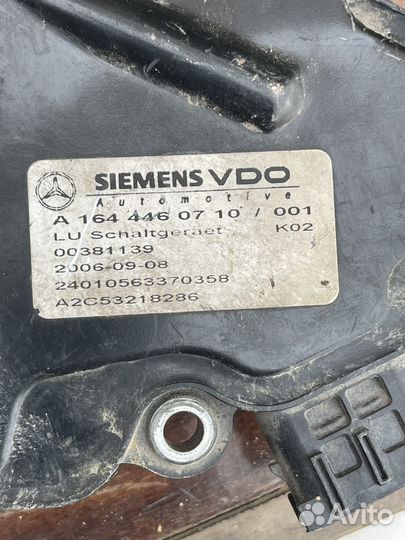 SIEMENS VDO
Automotive
A 164 446 07 10 / 001
LU Schaltgeraet K02
00381139
2006-09-08
24010563370358
A2C53218286
Avito